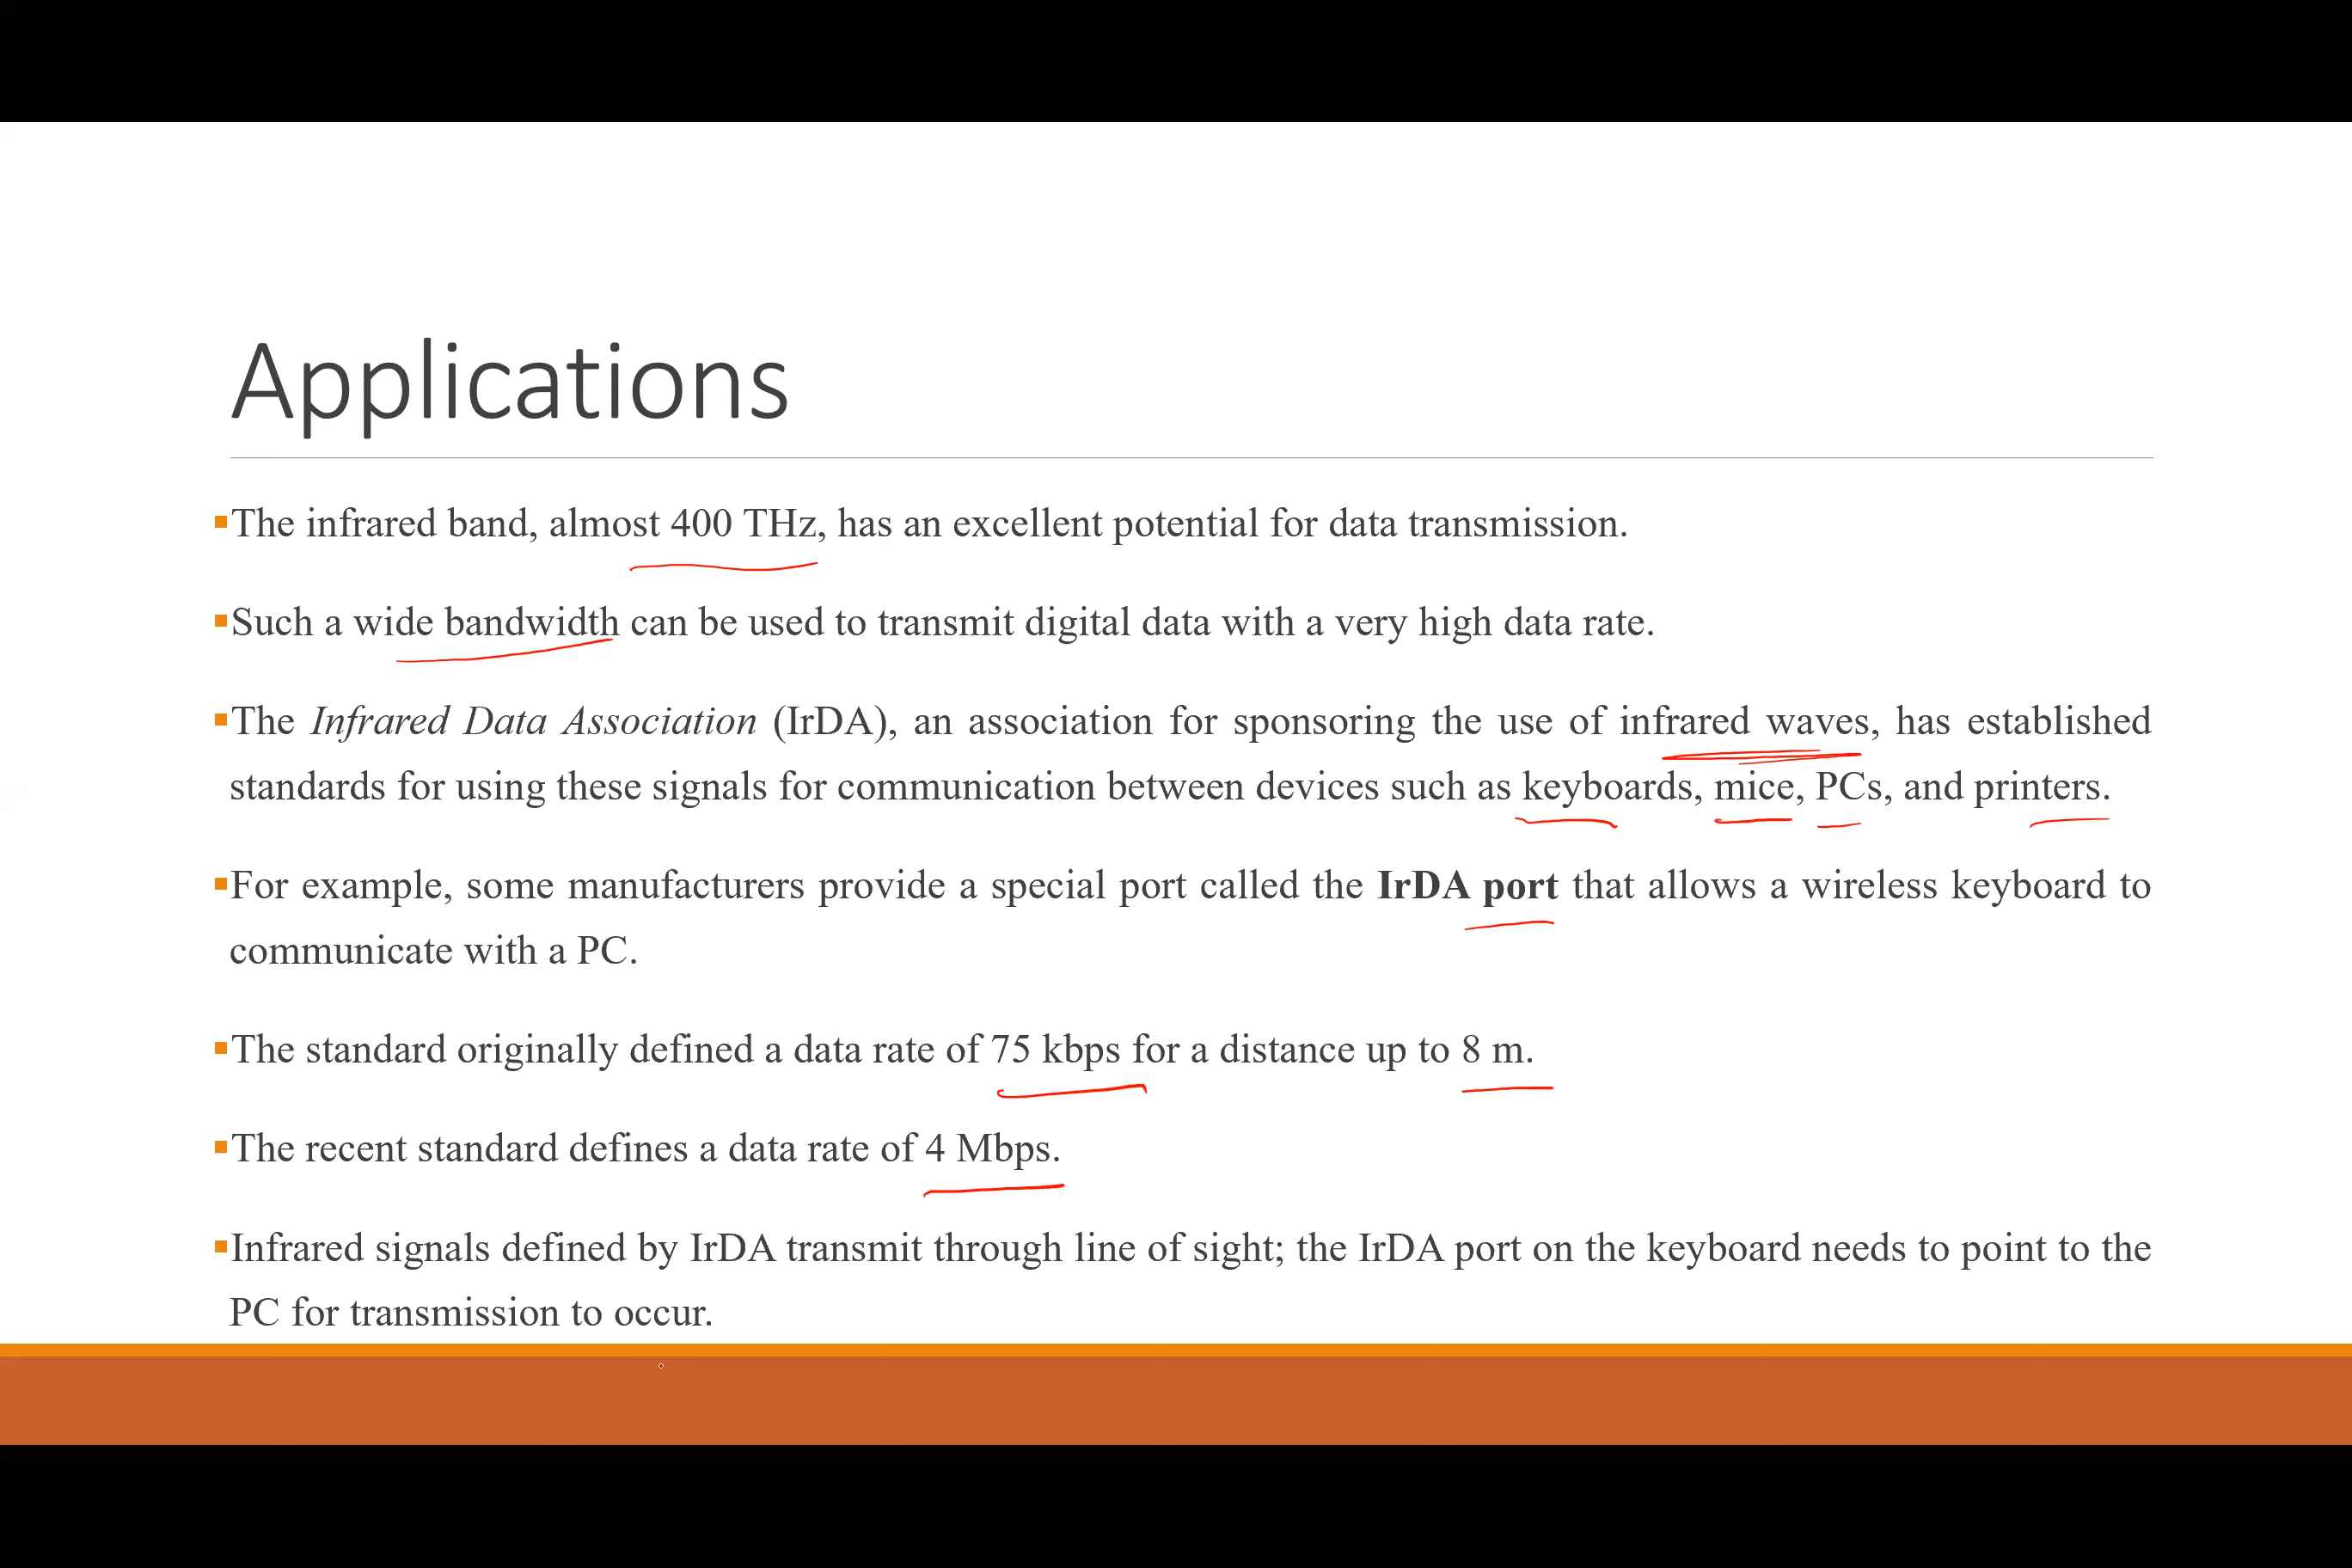 Applications
▪The infrared band, almost 400 THz, has an excellent potential for data transmission.
▪Such a wide bandwidth can be used to transmit digital data with a very high data rate.
▪The Infrared Data Association (IrDA), an association for sponsoring the use of infrared waves, has established
standards for using these signals for communication between devices such as keyboards, mice, PCs, and printers.
▪For example, some manufacturers provide a special port called the IrDA port that allows a wireless keyboard to
communicate with a PC.
▪The standard originally defined a data rate of 75 kbps for a distance up to 8 m.
▪The recent standard defines a data rate of 4 Mbps.
▪Infrared signals defined by IrDA transmit through line of sight; the IrDA port on the keyboard needs to point to the
PC for transmission to occur.